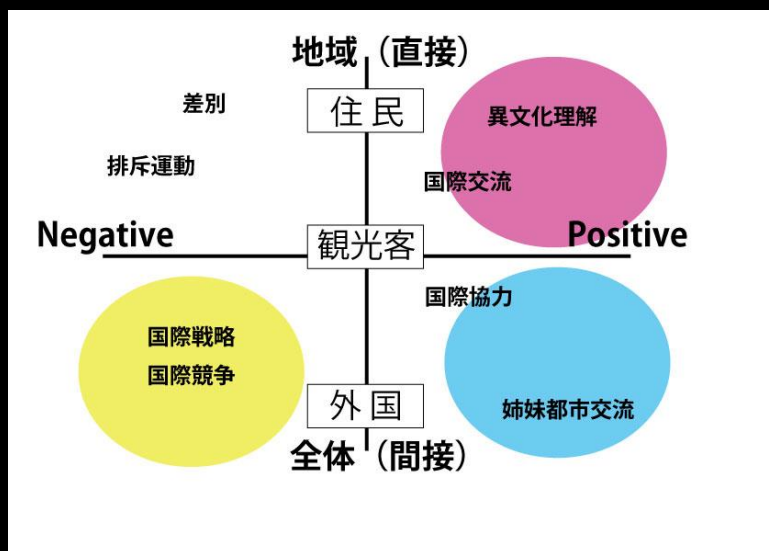 地域（直接）
差別
住民
異文化理解
排斥運動
国際交流
Negative
観光客
Positive
国際協力
国際戦略
国際競争
外国
姉妹都市交流
全体（間接）